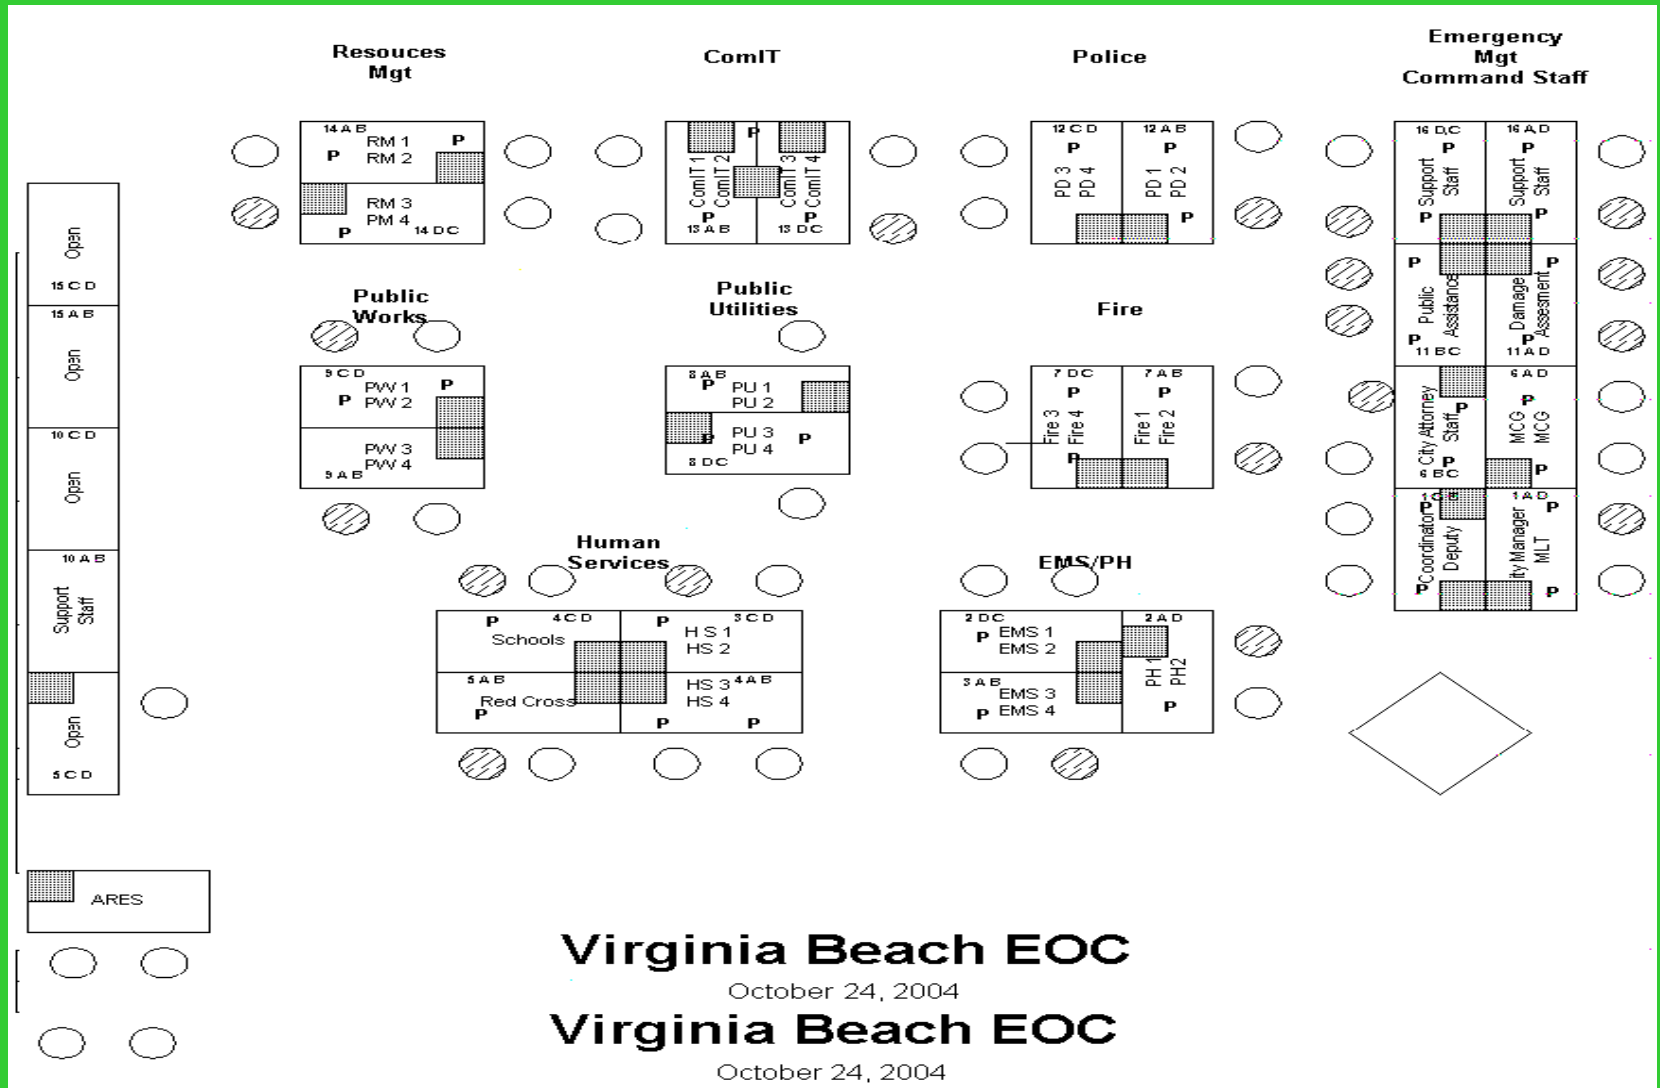 Resouces
Mgt
ComIT
Police
Emergency
Mgt
Command Staff
14 A B
RM 1
P
P
RM 2
RM 3
PM 4
P
14 DC
P
ComIT 1
ComIT 2
ComIT 3
ComIT 4
P
P
13 A B
13 DC
12 C D
12 A B
P
P
PD 3
PD 4
PD 1
PD 2
P
16 D,C
16 A,D
P
P
Support
Staff
Support
Staff
P
P
P
P
Public
Assistance
Damage
Assesment
P
P
11 B C
11 A D
Open
15 C D
15 A B
Open
10 C D
Open
10 A B
Support
Staff
Open
5 C D
Public
Works
9 C D
PW 1
P
P
PW 2
PW 3
PW 4
9 A B
Public
Utilities
8 A B
P
PU 1
PU 2
PU 3
P
P
PU 4
8 DC
Fire
7 DC
7 A B
P
P
Fire 3
Fire 4
Fire 1
Fire 2
P
6 A D
City Attorney
Staff
P
P
MCG
MCG
P
P
6 B C
1 A D
P
P
Coordinator
Deputy
ity Manager
MLT
P
P
Human
Services
P
4 C D
P
3 C D
Schools
H S 1
HS 2
5 A B
Red Cross
P
HS 3
4 A B
HS 4
P
P
EMS/PH
2 DC
2 A D
P
EMS 1
EMS 2
PH 1
PH2
3 A B
EMS 3
P
EMS 4
P
ARES
Virginia Beach EOC
October 24, 2004
Virginia Beach EOC
October 24, 2004